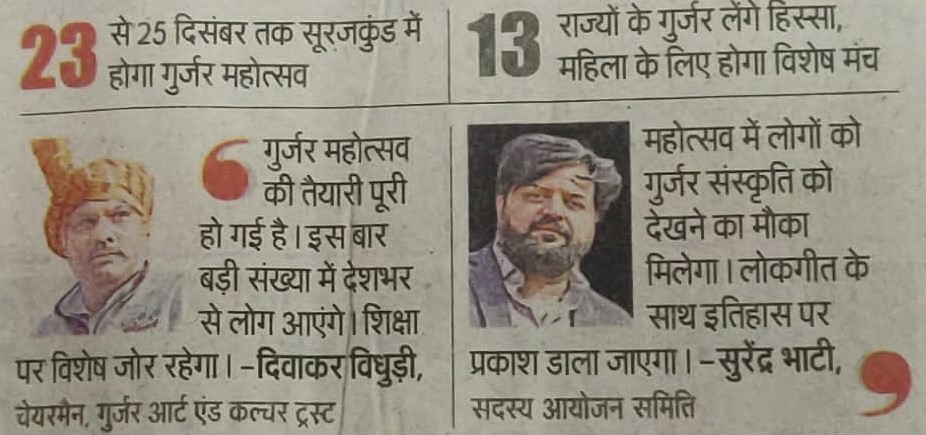 23 से 25 दिसंबर तक सूरजकुंड में
होगा गुर्जर महोत्सव
13 राज्यों के गुर्जर लेंगे हिस्सा,
महिला के लिए होगा विशेष मंच
‘ गुर्जर महोत्सव
की तैयारी पूरी
हो गई है। इस बार
बड़ी संख्या में देशभर
से लोग आएंगे। शिक्षा
पर विशेष जोर रहेगा। -दिवाकर विधुड़ी,
चेयरमैन, गुर्जर आर्ट एंड कल्चर ट्रस्ट
महोत्सव में लोगों को
गुर्जर संस्कृति को
देखने का मौका
मिलेगा। लोकगीत के
साथ इतिहास पर
प्रकाश डाला जाएगा। -सुरेंद्र भाटी,
सदस्य आयोजन समिति ’